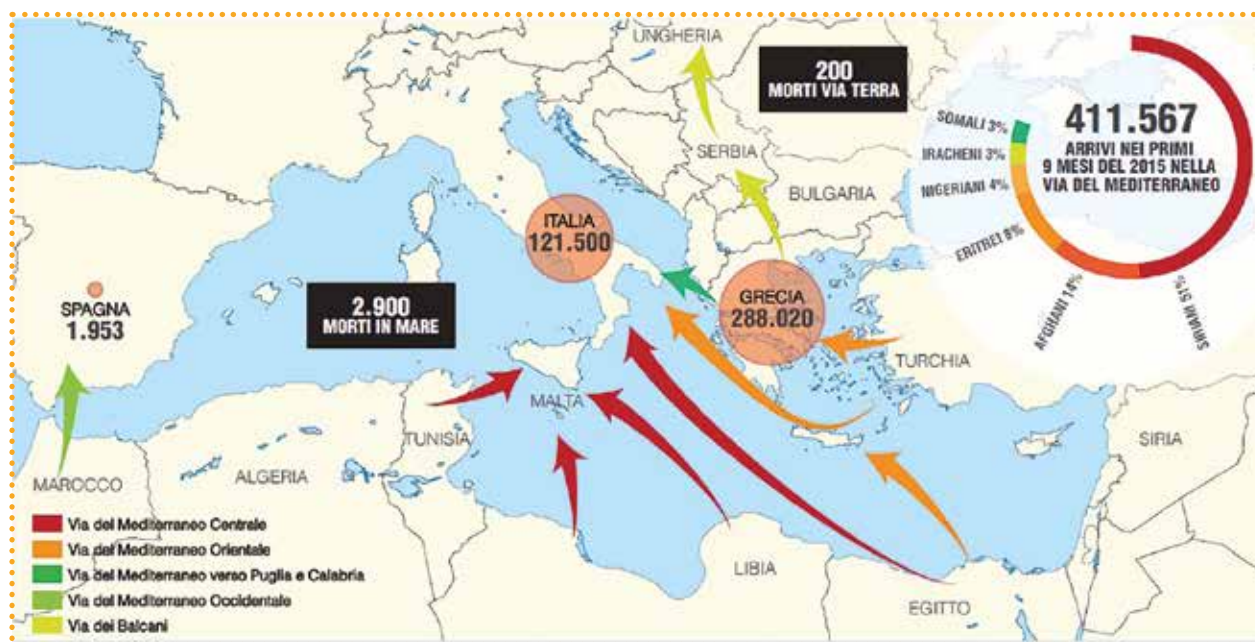 UNGHERIA
200
MORTI VIA TERRA
SERBIA
BULGARIA
411.567
ARRIVI NEI PRIMI
9 MESI DEL 2015 NELLA
VIA DEL MEDITERRANEO
SOMALI 3%
IRACHENI 3%
NIGERIANI 4%
ERITREI 8%
AFGHANI 14%
SIRIANI 51%
ITALIA
121.500
GRECIA
288.020
SPAGNA
1.953
2.900
MORTI IN MARE
TURCHIA
MALTA
TUNISIA
SIRIA
ALGERIA
MAROCCO
LIBIA
EGITTO
Via del Mediterraneo Centrale
Via del Mediterraneo Orientale
Via del Mediterraneo verso Puglia e Calabria
Via del Mediterraneo Occidentale
Via dei Balcani